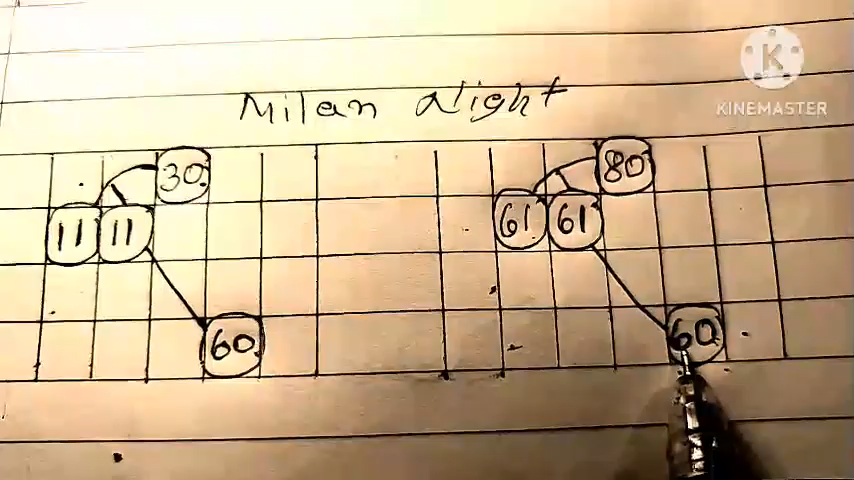 K
KINEMASTER
Milan Night
30 80
11 11 61 61
60 60